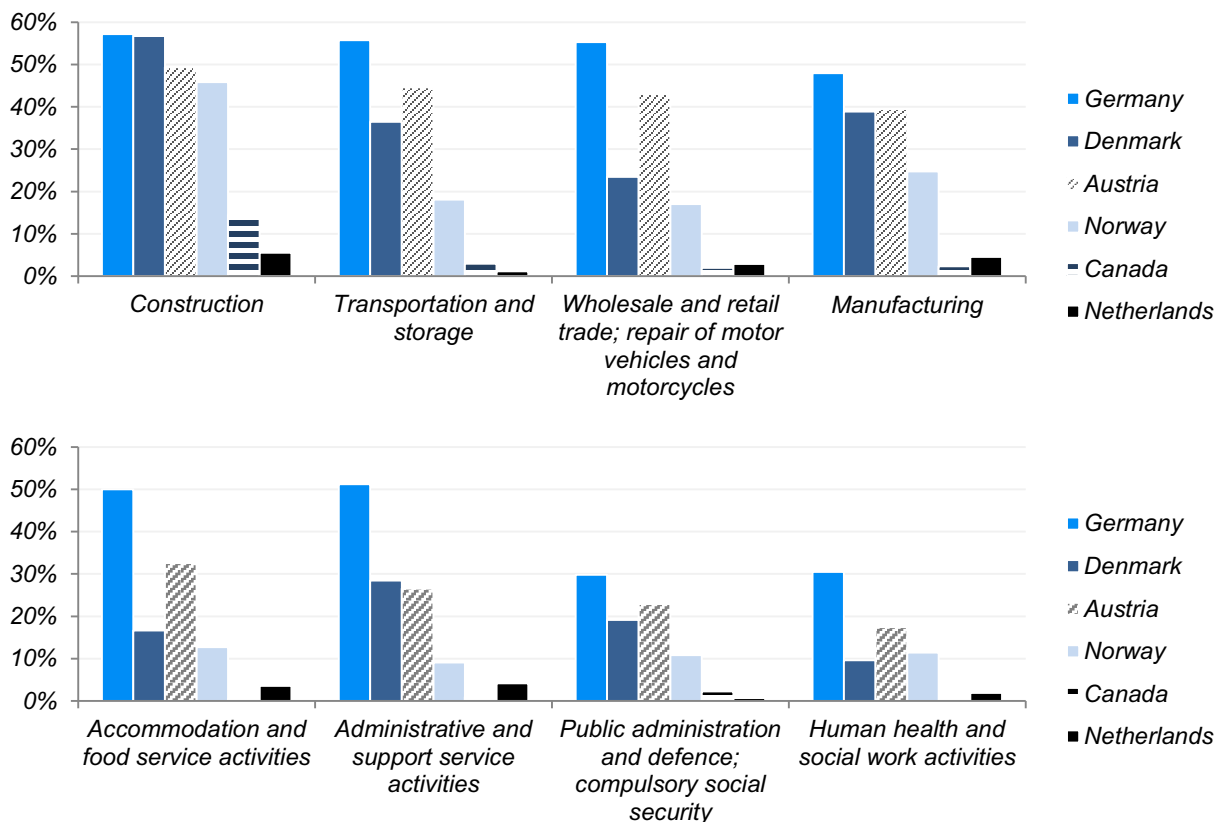 60%
50%
40%
30%
20%
10%
0%
Construction
Transportation and
storage
Wholesale and retail
trade; repair of motor
vehicles and
motorcycles
Manufacturing
Germany
Denmark
Austria
Norway
Canada
Netherlands
60%
50%
40%
30%
20%
10%
0%
Accommodation and
food service activities
Administrative and
support service
activities
Public administration
and defence;
compulsory social
security
Human health and
social work activities
Germany
Denmark
Austria
Norway
Canada
Netherlands